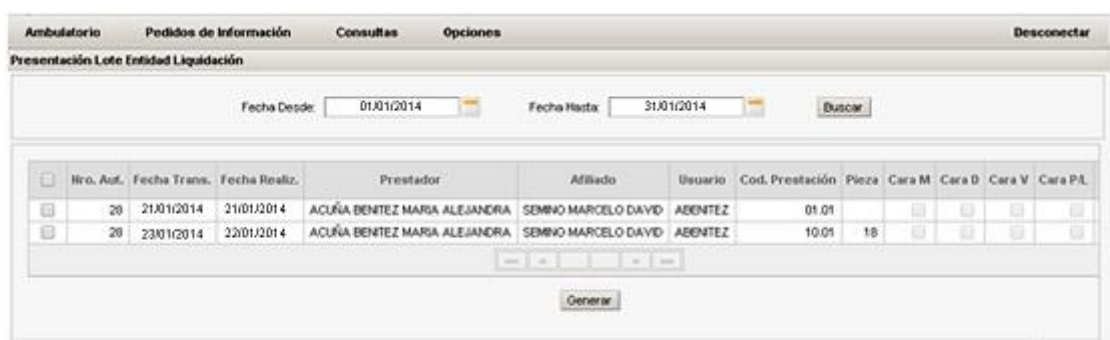 Ambulatorio Pedidos de Información Consultas Opciones Desconectar
Presentación Lote Entidad Liquidación
Fecha Desde: 01/01/2014 Fecha Hasta: 31/01/2014 Buscar
Nro. Aut. Fecha Trans. Fecha Realiz. Prestador Afiliado Usuario Cod. Prestación Pieza Cara M Cara D Cara V Cara P/L
20 21/01/2014 21/01/2014 ACUÑA BENITEZ MARIA ALEJANDRA SEMINO MARCELO DAVID ABENITEZ 01.01
20 23/01/2014 22/01/2014 ACUÑA BENITEZ MARIA ALEJANDRA SEMINO MARCELO DAVID ABENITEZ 10.01 18
Generar